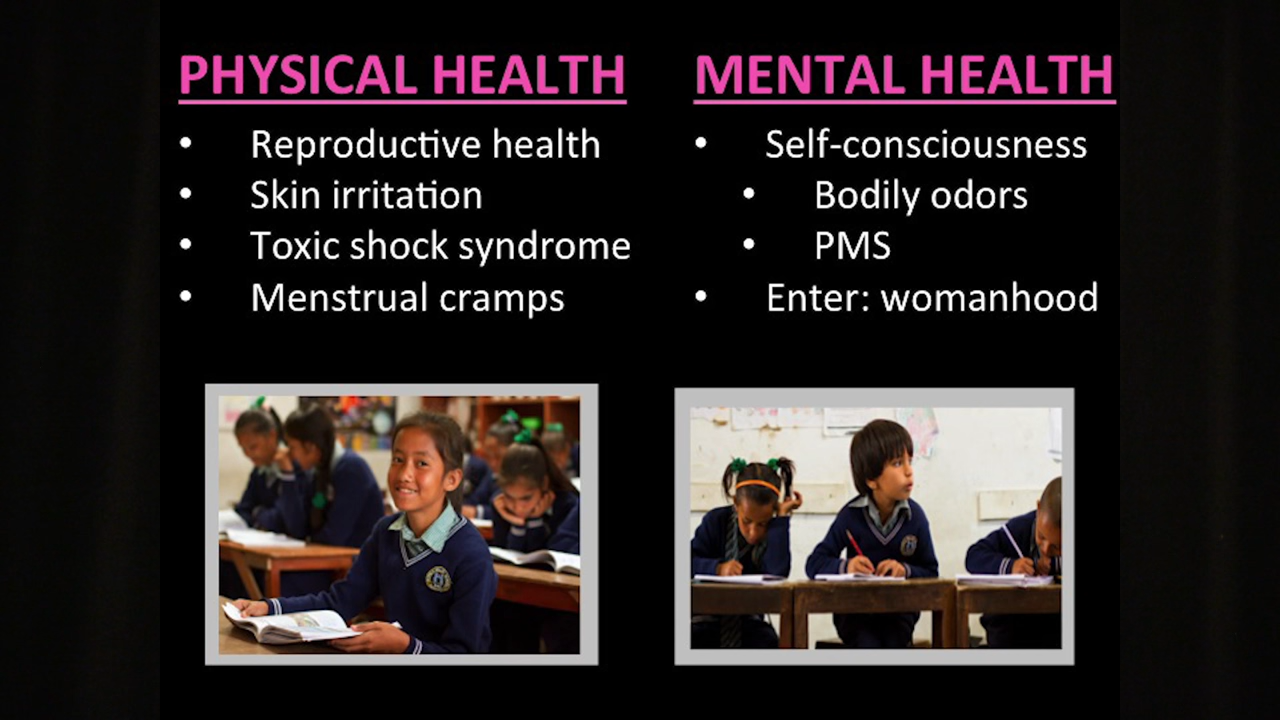 PHYSICAL HEALTH
• Reproductive health
• Skin irritation
• Toxic shock syndrome
• Menstrual cramps
MENTAL HEALTH
• Self-consciousness
• Bodily odors
• PMS
• Enter: womanhood